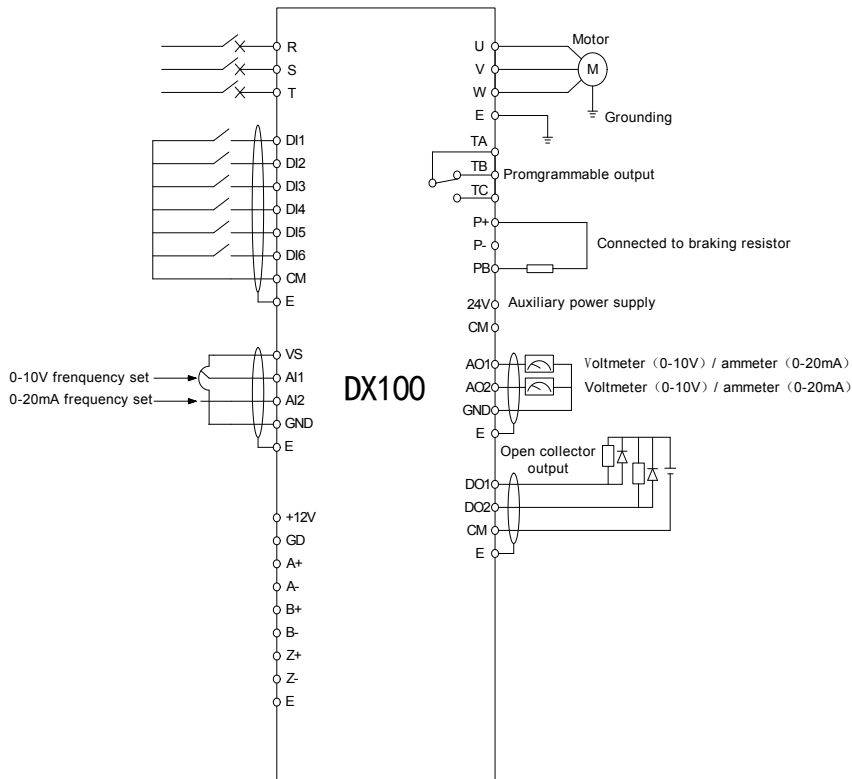 R
S
T
DI1
DI2
DI3
DI4
DI5
DI6
CM
E
VS
0-10V frenquency set
AI1
0-20mA frequency set
AI2
GND
E
+12V
GD
A+
A-
B+
B-
Z+
Z-
E
DX100
Motor
U
V
M
W
E
Grounding
TA
TB
Promgrammable output
TC
P+
P-
Connected to braking resistor
PB
24V
Auxiliary power supply
CM
AO1
Voltmeter（0-10V）/ ammeter（0-20mA）
AO2
Voltmeter（0-10V）/ ammeter（0-20mA）
GND
E
Open collector
output
DO1
DO2
CM
E